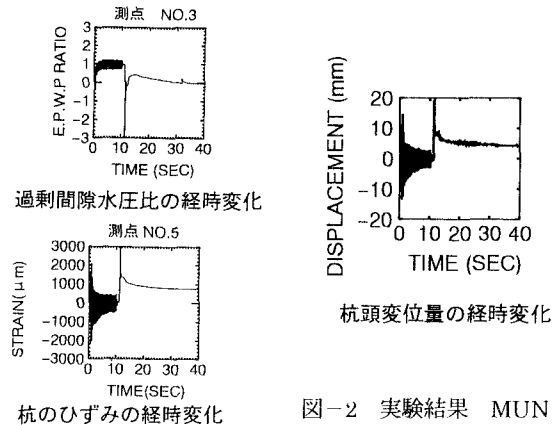 測点 NO.3
E.P.W.P RATIO
3
2
1
0
-1
-2
-3
0 10 20 30 40
TIME (SEC)
過剰間隙水圧比の経時変化
測点 NO.5
STRAIN(μm)
3000
2000
1000
0
-1000
-2000
-3000
0 10 20 30 40
TIME(SEC)
杭のひずみの経時変化
DISPLACEMENT (mm)
20
10
0
-10
-20
0 10 20 30 40
TIME (SEC)
杭頭変位量の経時変化
図-2 実験結果 MUN